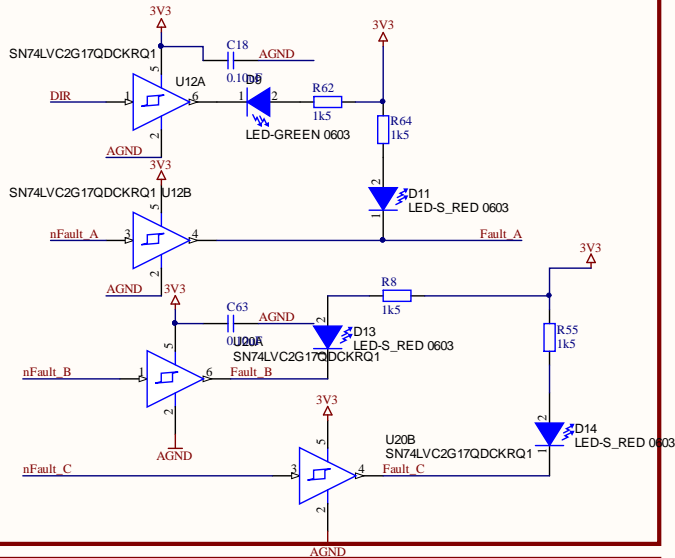 3V3
3V3
SN74LVC2G17QDCKRQ1
C18
AGND
5
U12A
D9
R62
DIR
1
6
1
2
1k5
R64
1k5
2
LED-GREEN 0603
AGND
3V3
2
D11
SN74LVC2G17QDCKRQ1
U12B
5
LED-S_RED 0603
1
nFault_A
3
4
Fault_A
2
3V3
AGND
3V3
R8
C63
AGND
2
1k5
D13
R55
5
U20A
LED-S_RED 0603
1k5
SN74LVC2G17QDCKRQ1
1
nFault_B
1
6
Fault_B
2
3V3
2
D14
AGND
5
U20B
LED-S_RED 0603
SN74LVC2G17QDCKRQ1
1
nFault_C
3
4
Fault_C
2
AGND